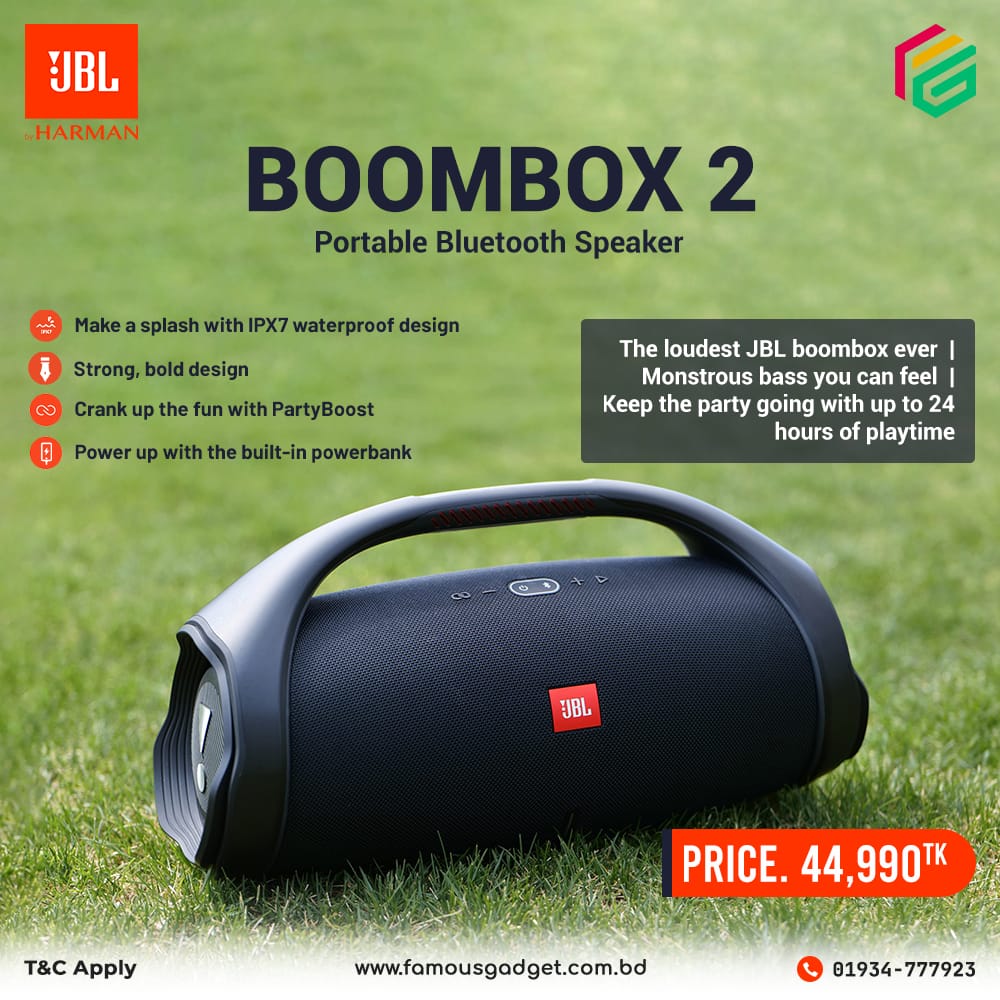 JBL
by HARMAN
BOOMBOX 2
Portable Bluetooth Speaker
Make a splash with IPX7 waterproof design
Strong, bold design
Crank up the fun with PartyBoost
Power up with the built-in powerbank
The loudest JBL boombox ever |
Monstrous bass you can feel |
Keep the party going with up to 24
hours of playtime
JBL
PRICE. 44,990TK
T&C Apply
www.famousgadget.com.bd
01934-777923